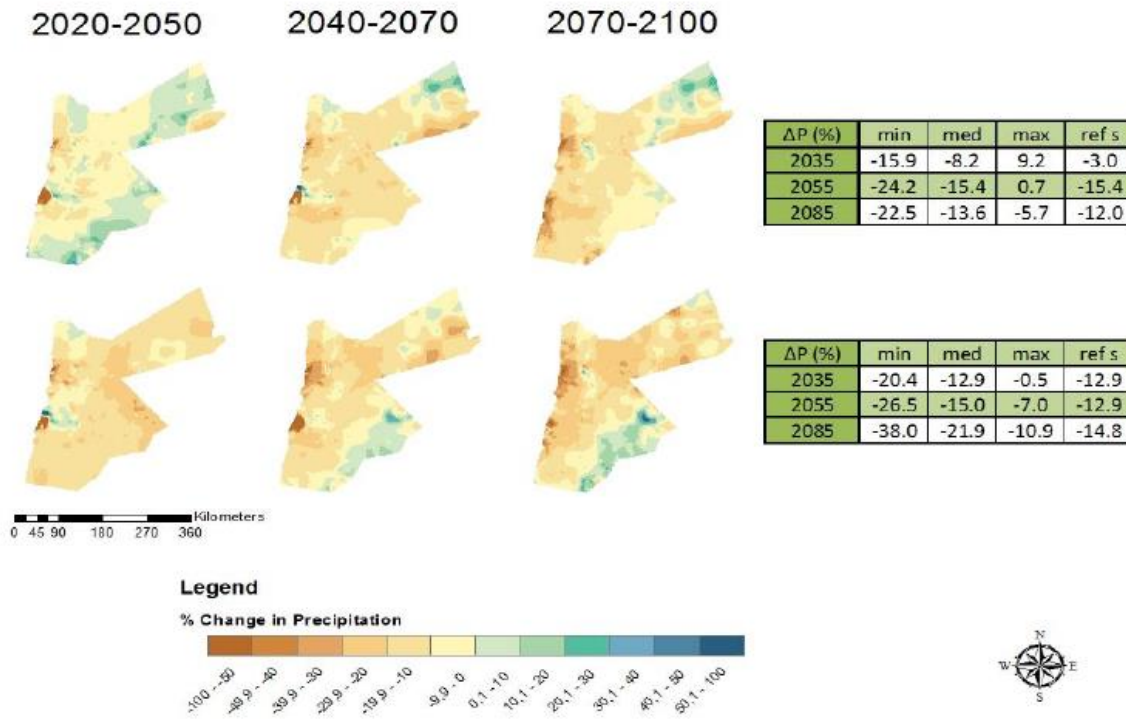 2020-2050 2040-2070 2070-2100
ΔP (%) min med max ref s
2035 -15.9 -8.2 9.2 -3.0
2055 -24.2 -15.4 0.7 -15.4
2085 -22.5 -13.6 -5.7 -12.0
ΔP (%) min med max ref s
2035 -20.4 -12.9 -0.5 -12.9
2055 -26.5 -15.0 -7.0 -12.9
2085 -38.0 -21.9 -10.9 -14.8
Kilometers
0 45 90 180 270 360
Legend
% Change in Precipitation
-100 - -50
-49,9 - -40
-39,9 - -30
-29,9 - -20
-19,9 - -10
-9,9 - 0
0,1 - 10
10,1 - 20
20,1 - 30
30,1 - 40
40,1 - 50
50,1 - 100
N
W E
S